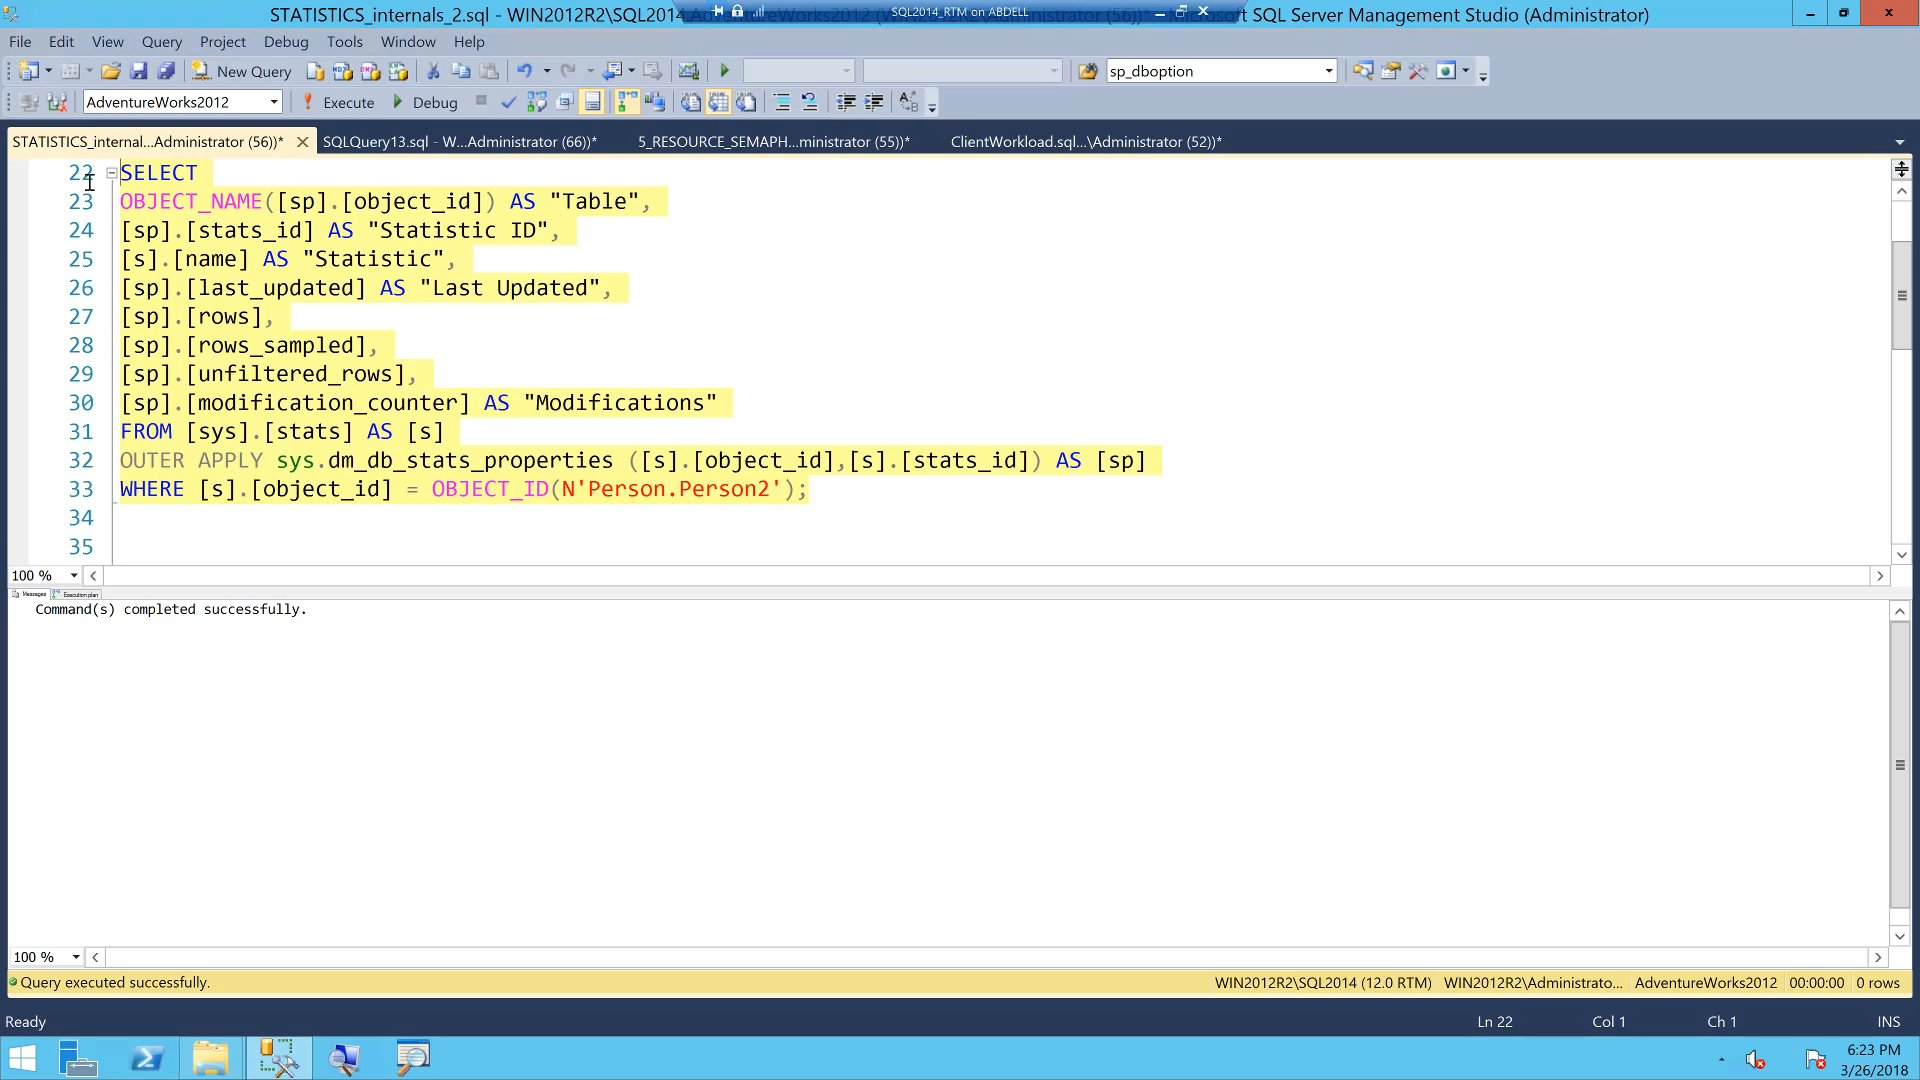 STATISTICS_internals_2.sql - WIN2012R2\SQL2014.AdventureWorks2012 (Administrator (56))* - Microsoft SQL Server Management Studio (Administrator)
SQL2014_RTM on ABDELL
File Edit View Query Project Debug Tools Window Help
New Query sp_dboption
AdventureWorks2012 Execute Debug
STATISTICS_internal...Administrator (56))* SQLQuery13.sql - W...Administrator (66))* 5_RESOURCE_SEMAPH...ministrator (55))* ClientWorkload.sql...\Administrator (52))*
22 SELECT
23 OBJECT_NAME([sp].[object_id]) AS "Table",
24 [sp].[stats_id] AS "Statistic ID",
25 [s].[name] AS "Statistic",
26 [sp].[last_updated] AS "Last Updated",
27 [sp].[rows],
28 [sp].[rows_sampled],
29 [sp].[unfiltered_rows],
30 [sp].[modification_counter] AS "Modifications"
31 FROM [sys].[stats] AS [s]
32 OUTER APPLY sys.dm_db_stats_properties ([s].[object_id],[s].[stats_id]) AS [sp]
33 WHERE [s].[object_id] = OBJECT_ID(N'Person.Person2');
34
35
100 %
Messages Execution plan
Command(s) completed successfully.
100 %
Query executed successfully. WIN2012R2\SQL2014 (12.0 RTM) WIN2012R2\Administrato... AdventureWorks2012 00:00:00 0 rows
Ready Ln 22 Col 1 Ch 1 INS
6:23 PM
3/26/2018